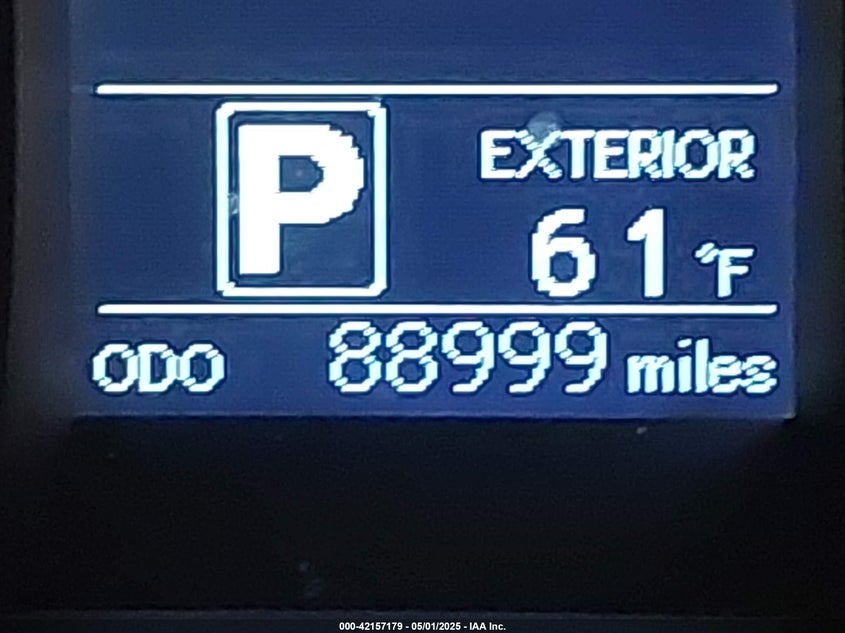 P
EXTERIOR
61 °F
ODO 88999 miles
000-42157179 - 05/01/2025 - IAA Inc.